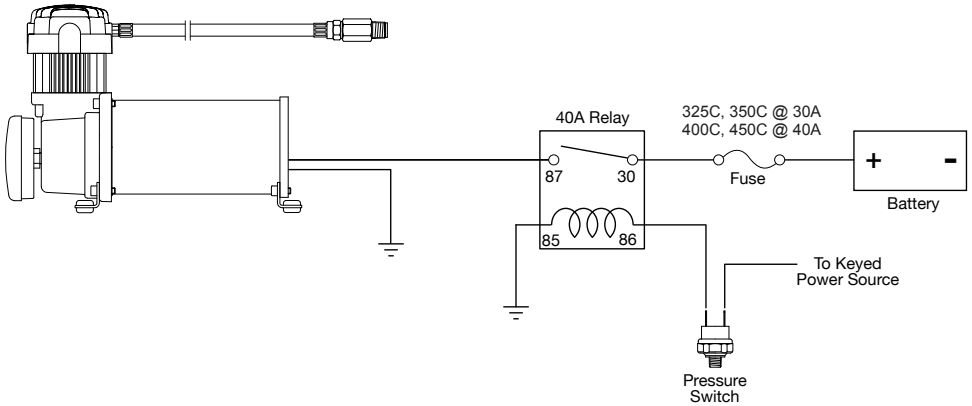 40A Relay
325C, 350C @ 30A
400C, 450C @ 40A
87
30
Fuse
+
-
Battery
85
86
To Keyed
Power Source
Pressure
Switch